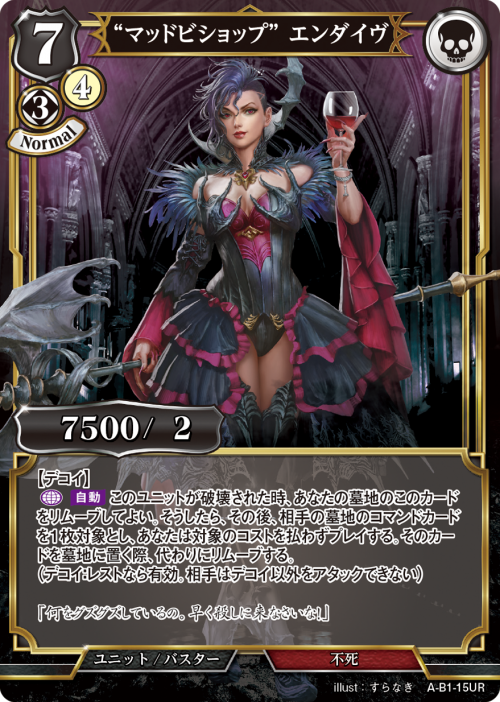 7
“マッドビショップ” エンダイヴ
3
4
Normal
7500/ 2
【デコイ】
自動 このユニットが破壊された時、あなたの墓地のこのカード
をリムーブしてよい。そうしたら、その後、相手の墓地のコマンドカード
を1枚対象とし、あなたは対象のコストを払わずプレイする。そのカー
ドを墓地に置く際、代わりにリムーブする。
(デコイ:レストなら有効。相手はデコイ以外をアタックできない)
「何をグズグズしているの。早く殺しに来なさいな!」
ユニット / バスター
不死
illust : すらなき A-B1-15UR